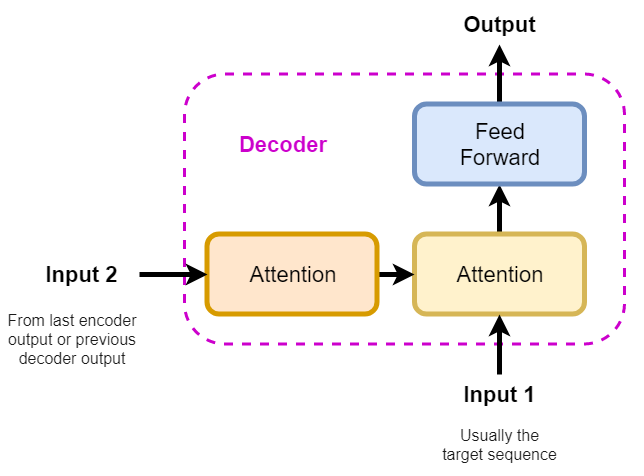 Output
Decoder
Feed
Forward
Input 2
Attention
Attention
From last encoder
output or previous
decoder output
Input 1
Usually the
target sequence